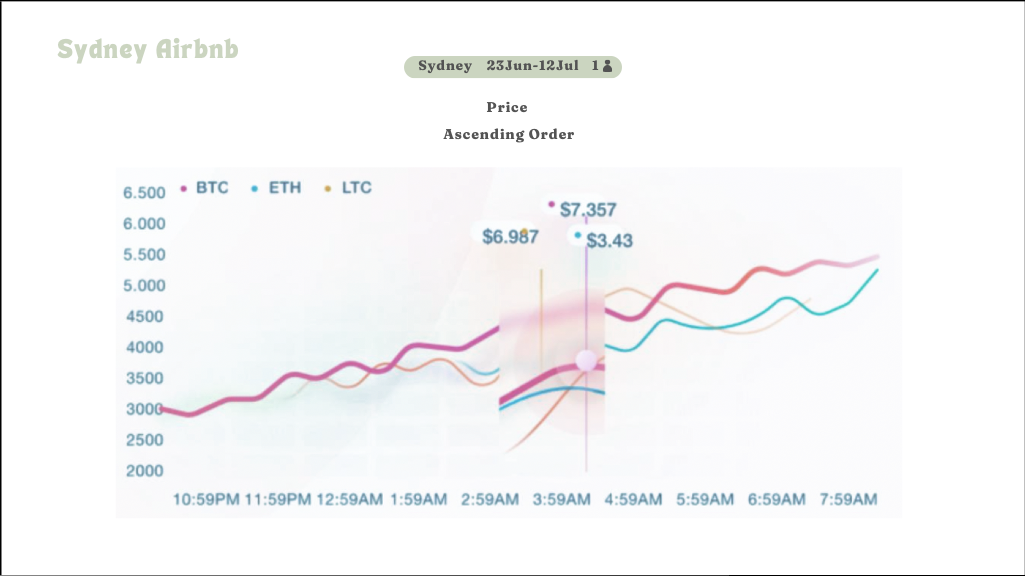 Sydney Airbnb
Sydney 23Jun-12Jul 1
Price
Ascending Order
BTC ETH LTC
6.500
6.000
5.500
5.000
4500
4000
3500
3000
2500
2000
$7.357
$6.987
$3.43
10:59PM 11:59PM 12:59AM 1:59AM 2:59AM 3:59AM 4:59AM 5:59AM 6:59AM 7:59AM